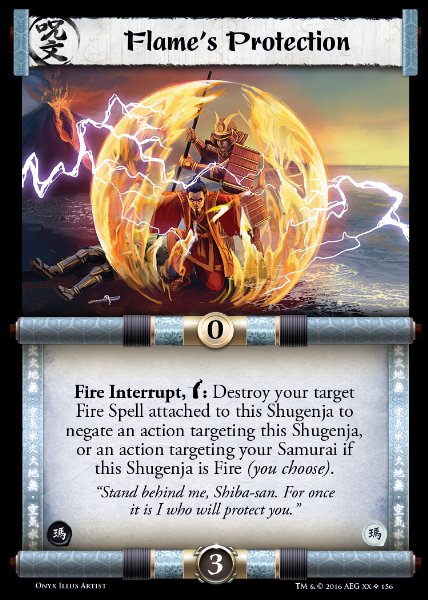 呪文
Flame's Protection
0
Fire Interrupt, : Destroy your target
Fire Spell attached to this Shugenja to
negate an action targeting this Shugenja,
or an action targeting your Samurai if
this Shugenja is Fire (you choose).
“Stand behind me, Shiba-san. For once
it is I who will protect you.”
瑪
瑪
3
Onyx Illus Artist
TM & © 2016 AEG XX ❖ 156